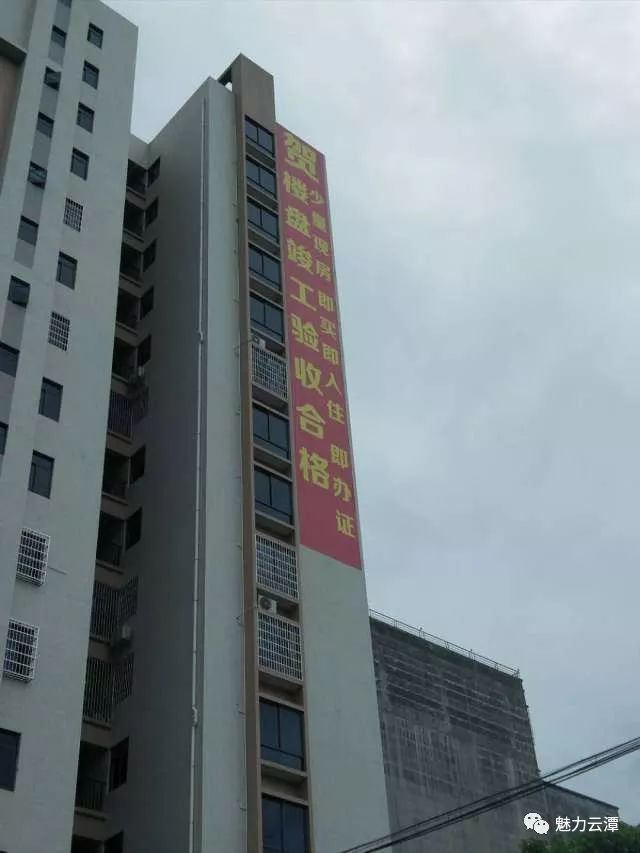 贺楼盘竣工验收合格
少量现房 即买即入住 即办证
魅力云潭